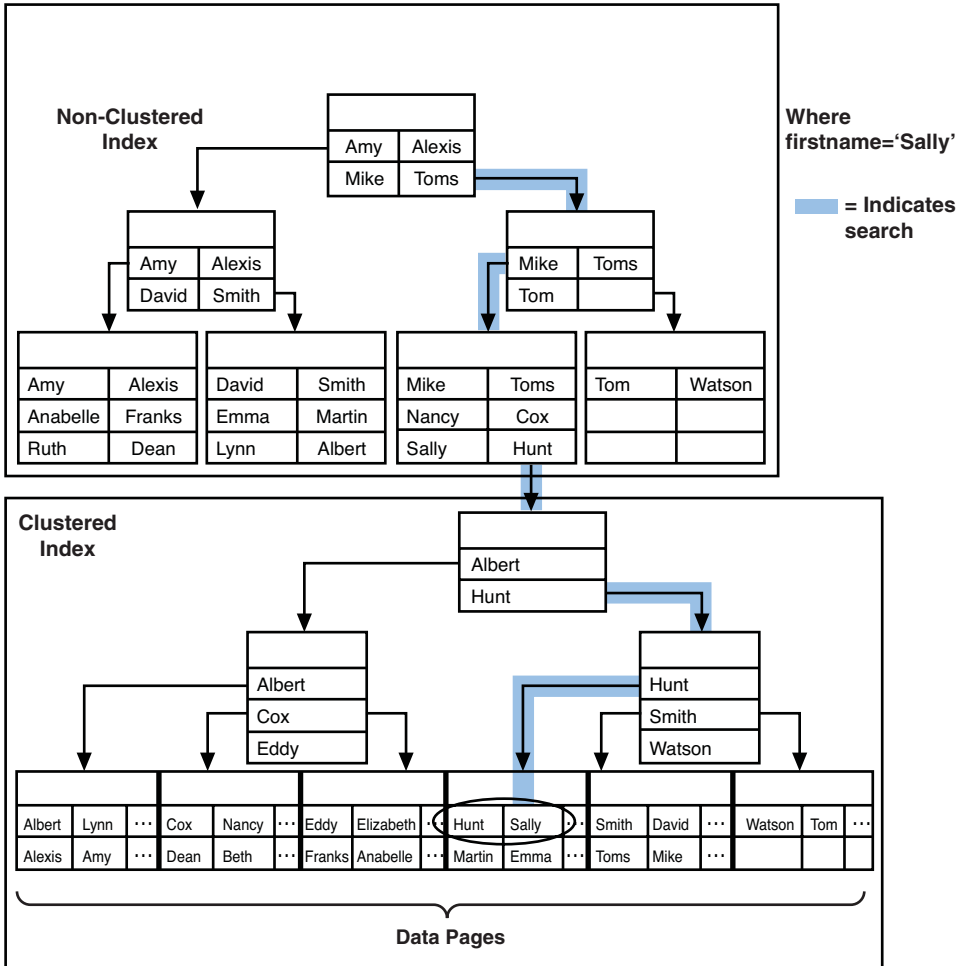 Non-Clustered
Index
Where
firstname=‘Sally’
= Indicates
search
Amy Alexis
Mike Toms
Amy Alexis
David Smith
Mike Toms
Tom
Amy Alexis
Anabelle Franks
Ruth Dean
David Smith
Emma Martin
Lynn Albert
Mike Toms
Nancy Cox
Sally Hunt
Tom Watson
Clustered
Index
Albert
Hunt
Albert
Cox
Eddy
Hunt
Smith
Watson
Albert Lynn ... Cox Nancy ... Eddy Elizabeth ... Hunt Sally ... Smith David ... Watson Tom ...
Alexis Amy ... Dean Beth ... Franks Anabelle ... Martin Emma ... Toms Mike ...
Data Pages